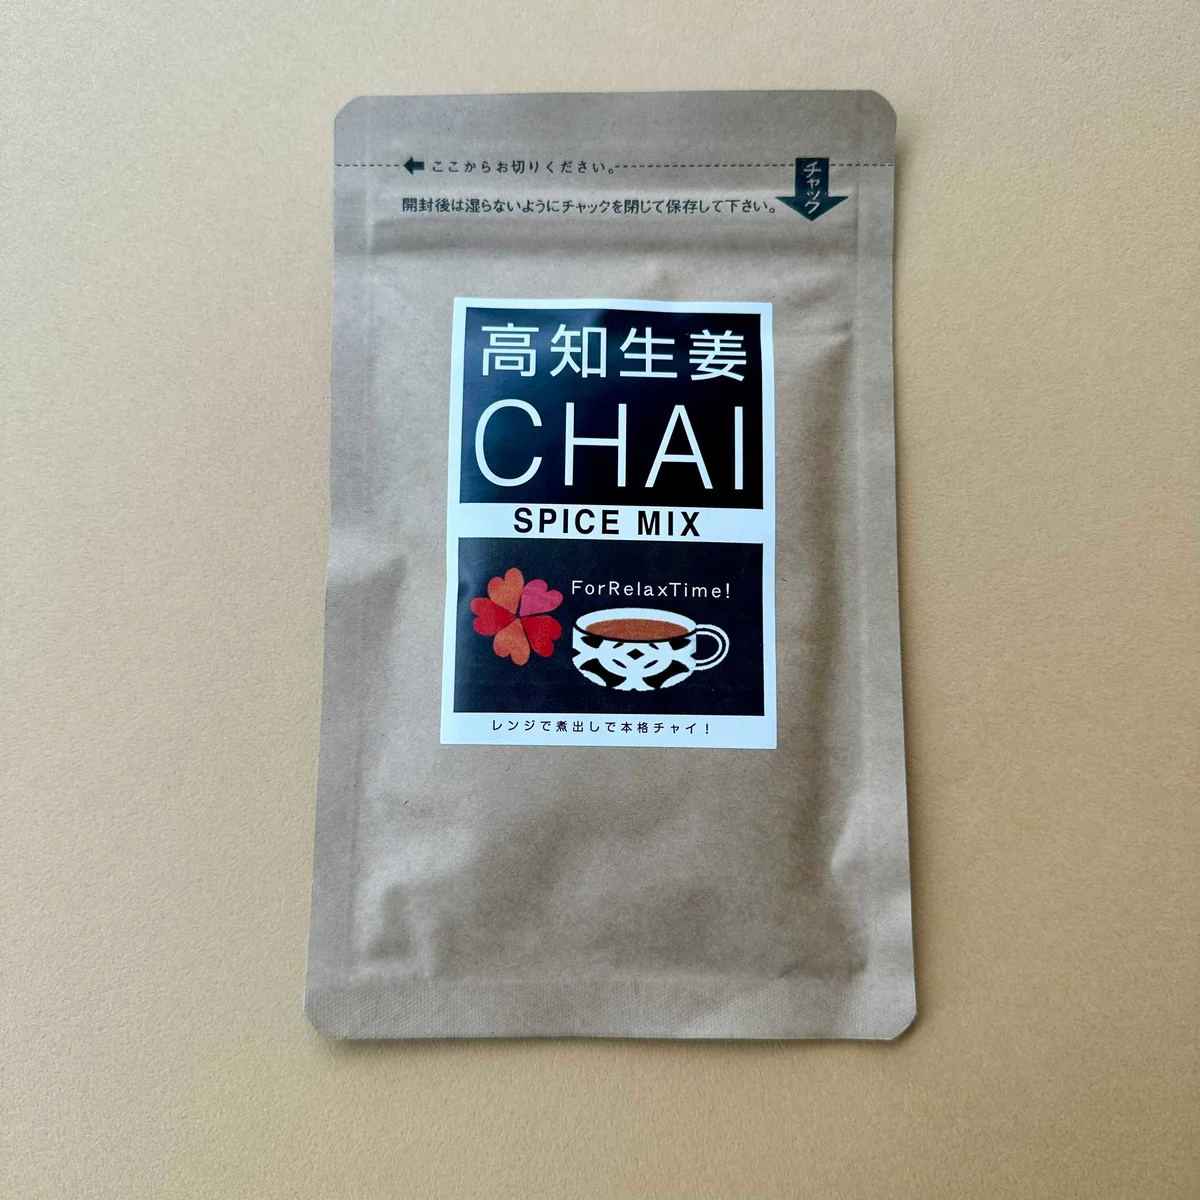 ここからお切りください。
チャック
開封後は湿らないようにチャックを閉じて保存して下さい。
高知生姜
CHAI
SPICE MIX
ForRelaxTime!
レンジで煮出しで本格チャイ！